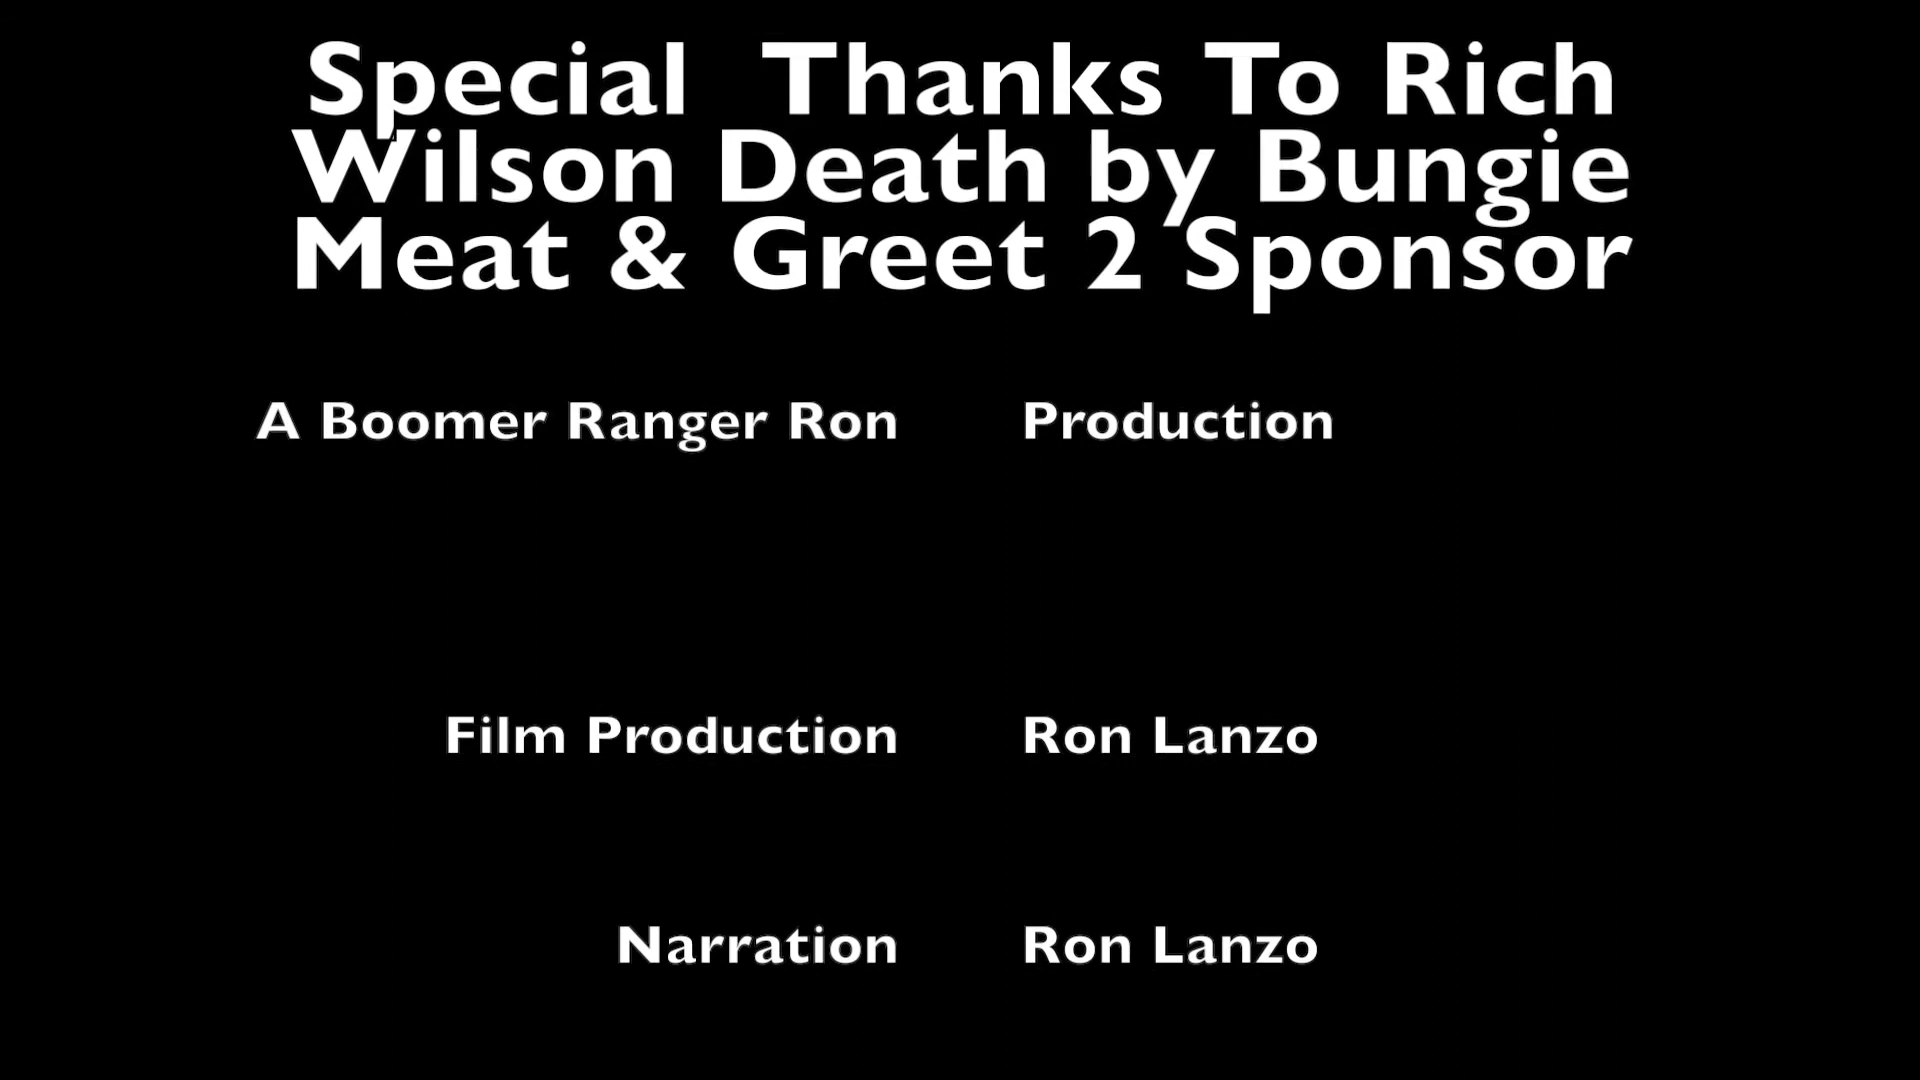 Special  Thanks To Rich
Wilson Death by Bungie
Meat & Greet 2 Sponsor
A Boomer Ranger Ron Production
Film Production Ron Lanzo
Narration Ron Lanzo